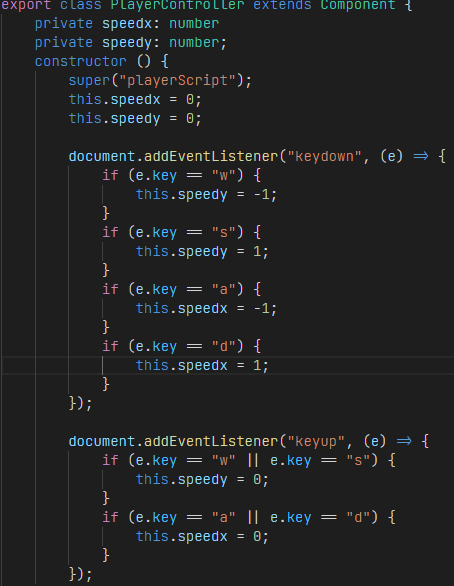 export class PlayerController extends Component {
    private speedx: number
    private speedy: number;
    constructor () {
        super("playerScript");
        this.speedx = 0;
        this.speedy = 0;

        document.addEventListener("keydown", (e) => {
            if (e.key == "w") {
                this.speedy = -1;
            }
            if (e.key == "s") {
                this.speedy = 1;
            }
            if (e.key == "a") {
                this.speedx = -1;
            }
            if (e.key == "d") {
                this.speedx = 1;
            }
        });

        document.addEventListener("keyup", (e) => {
            if (e.key == "w" || e.key == "s") {
                this.speedy = 0;
            }
            if (e.key == "a" || e.key == "d") {
                this.speedx = 0;
            }
        });